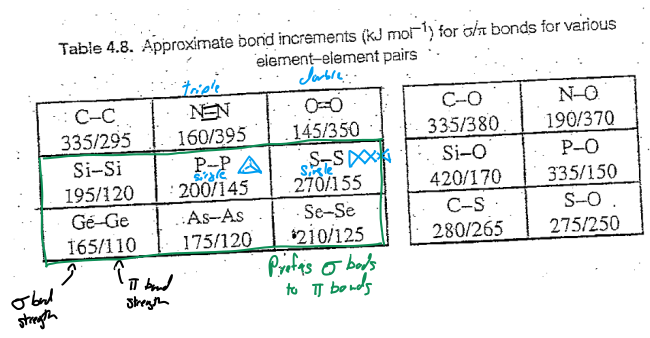 Table 4.8. Approximate bond increments (kJ mol⁻¹) for σ/π bonds for various
element–element pairs
triple double
C–C N≡N O=O C–O N–O
335/295 160/395 145/350 335/380 190/370
Si–Si P–P S–S Si–O P–O
single single
195/120 200/145 270/155 420/170 335/150
Ge–Ge As–As Se–Se C–S S–O
165/110 175/120 210/125 280/265 275/250
Prefers σ bonds
to π bonds
σ bond
strength
π bond
strength